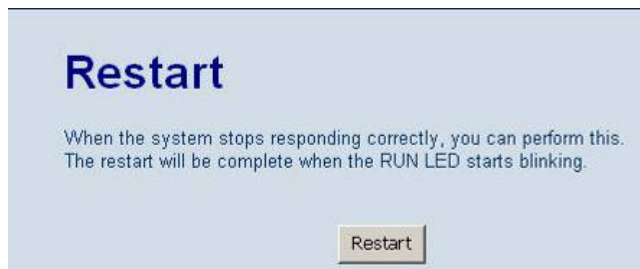 Restart
When the system stops responding correctly, you can perform this.
The restart will be complete when the RUN LED starts blinking.
Restart